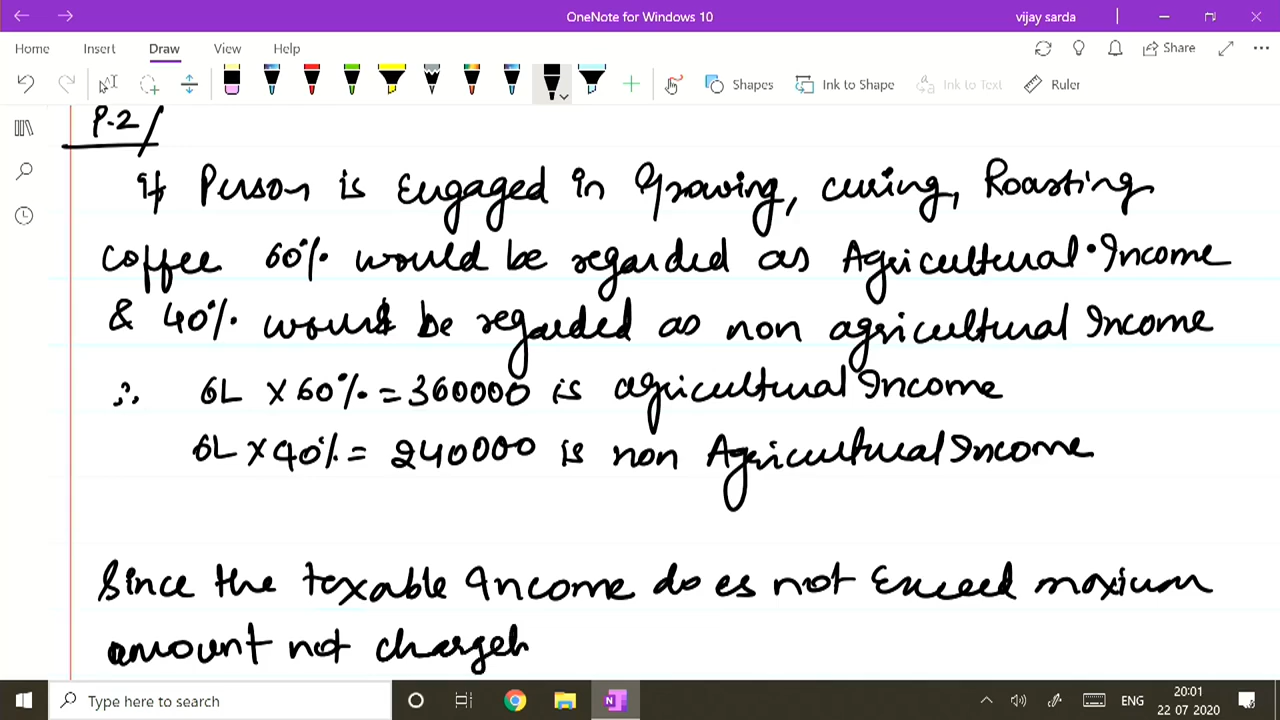 OneNote for Windows 10
vijay sarda
Home Insert Draw View Help
Share
Shapes Ink to Shape Ink to Text Ruler
P.2/
if Person is Engaged in Growing, curing, Roasting
coffee 60% would be regarded as Agricultural Income
& 40% would be regarded as non agricultural Income
∴ 6L X 60% = 360000 is agricultural Income
6L X 40% = 240000 is non Agricultural Income
Since the taxable Income does not Exceed maxium
amount not chargeb
Type here to search
N
ENG
20:01
22 07 2020